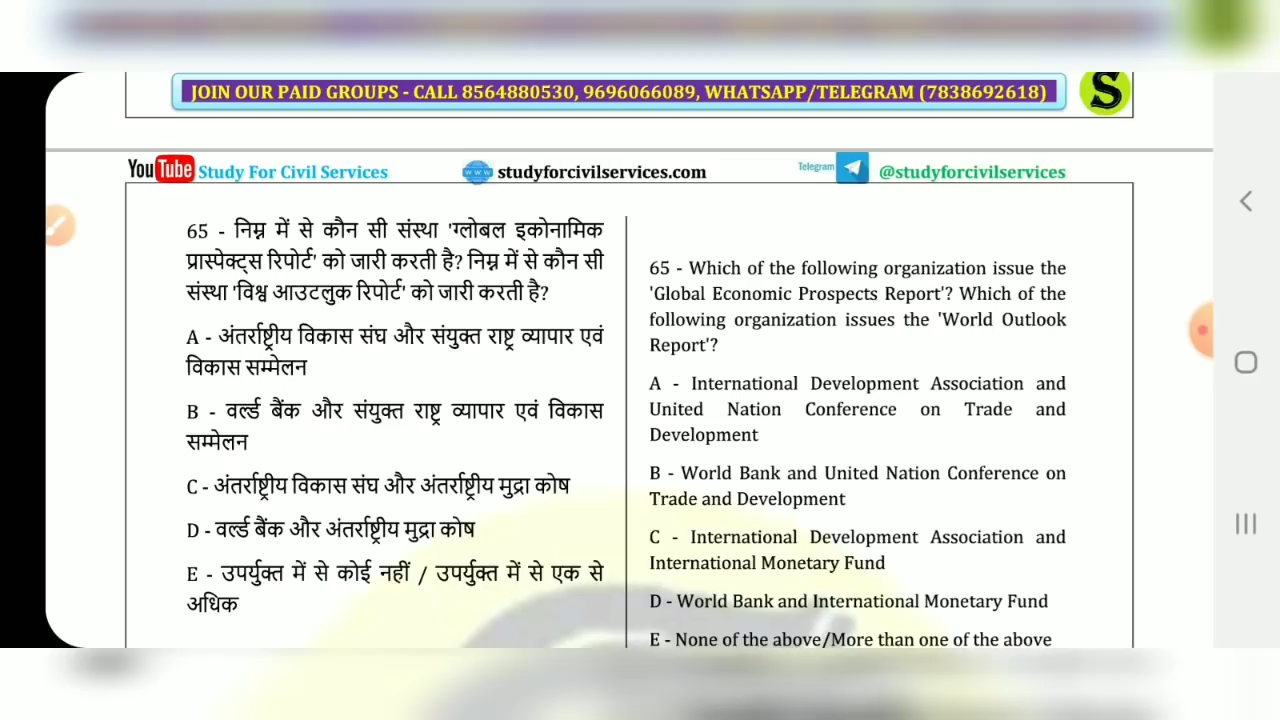 JOIN OUR PAID GROUPS - CALL 8564880530, 9696066089, WHATSAPP/TELEGRAM (7838692618)
S
YouTube Study For Civil Services
www studyforcivilservices.com
Telegram @studyforcivilservices
65 - निम्न में से कौन सी संस्था 'ग्लोबल इकोनामिक
प्रास्पेक्ट्स रिपोर्ट' को जारी करती है? निम्न में से कौन सी
संस्था 'विश्व आउटलुक रिपोर्ट' को जारी करती है?
A - अंतर्राष्ट्रीय विकास संघ और संयुक्त राष्ट्र व्यापार एवं
विकास सम्मेलन
B - वर्ल्ड बैंक और संयुक्त राष्ट्र व्यापार एवं विकास
सम्मेलन
C - अंतर्राष्ट्रीय विकास संघ और अंतर्राष्ट्रीय मुद्रा कोष
D - वर्ल्ड बैंक और अंतर्राष्ट्रीय मुद्रा कोष
E - उपर्युक्त में से कोई नहीं / उपर्युक्त में से एक से
अधिक
65 - Which of the following organization issue the
'Global Economic Prospects Report'? Which of the
following organization issues the 'World Outlook
Report'?
A - International Development Association and
United Nation Conference on Trade and
Development
B - World Bank and United Nation Conference on
Trade and Development
C - International Development Association and
International Monetary Fund
D - World Bank and International Monetary Fund
E - None of the above/More than one of the above